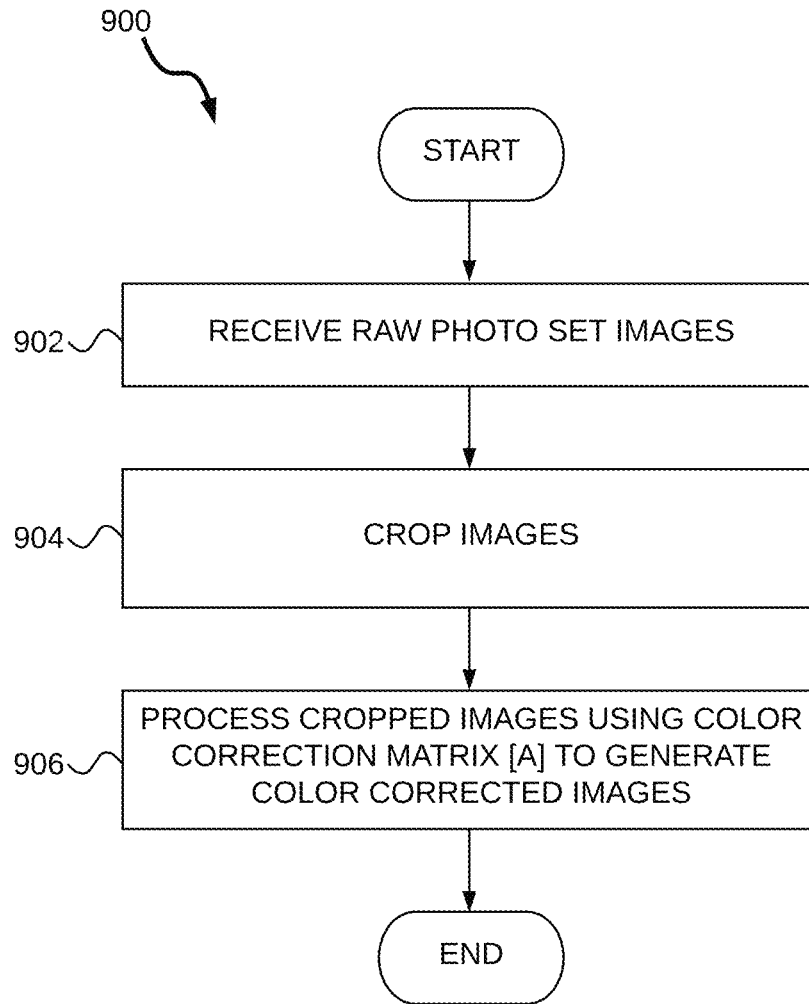 900
START
902
RECEIVE RAW PHOTO SET IMAGES
904
CROP IMAGES
906
PROCESS CROPPED IMAGES USING COLOR
CORRECTION MATRIX [A] TO GENERATE
COLOR CORRECTED IMAGES
END